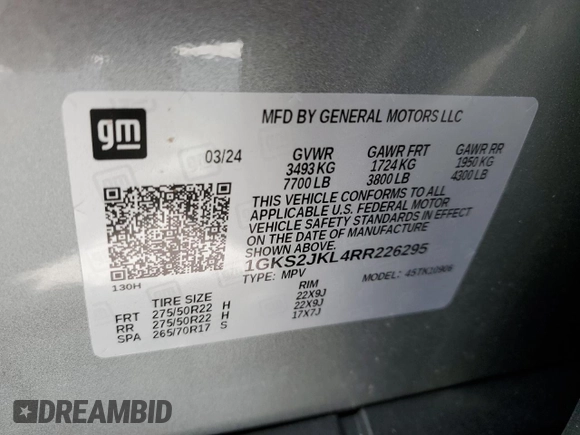 gm
MFD BY GENERAL MOTORS LLC
03/24
GVWR GAWR FRT GAWR RR
3493 KG 1724 KG 1950 KG
7700 LB 3800 LB 4300 LB
THIS VEHICLE CONFORMS TO ALL
APPLICABLE U.S. FEDERAL MOTOR
VEHICLE SAFETY STANDARDS IN EFFECT
ON THE DATE OF MANUFACTURE
SHOWN ABOVE.
1GKS2JKL4RR226295
TYPE: MPV
MODEL: 4STK10906
130H
TIRE SIZE RIM
FRT 275/50R22 H 22X9J
RR 275/50R22 H 22X9J
SPA 265/70R17 S 17X7J
DREAMBID